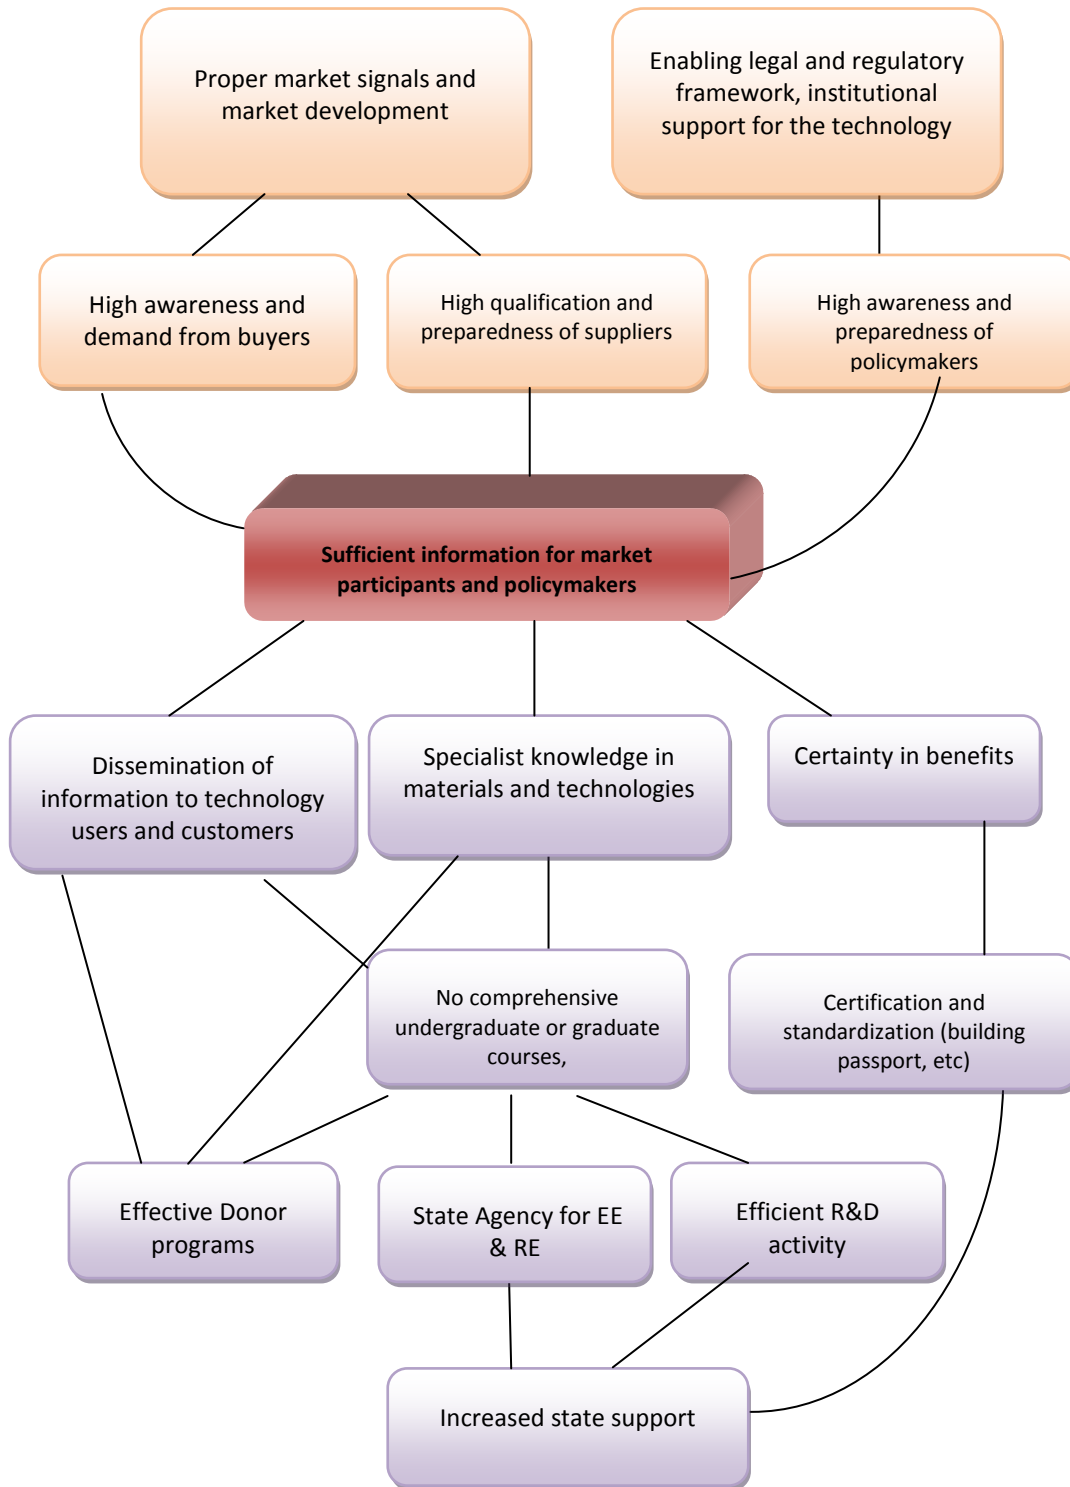 Proper market signals and
market development
Enabling legal and regulatory
framework, institutional
support for the technology
High awareness and
demand from buyers
High qualification and
preparedness of suppliers
High awareness and
preparedness of
policymakers
Sufficient information for market
participants and policymakers
Dissemination of
information to technology
users and customers
Specialist knowledge in
materials and technologies
Certainty in benefits
No comprehensive
undergraduate or graduate
courses,
Certification and
standardization (building
passport, etc)
Effective Donor
programs
State Agency for EE
& RE
Efficient R&D
activity
Increased state support